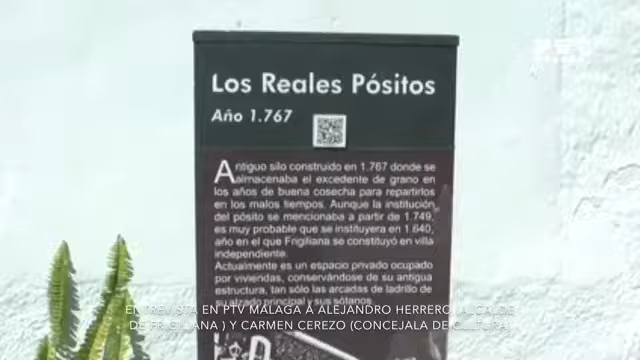 Los Reales Pósitos
Año 1.767
Antiguo silo construido en 1.767 donde se
almacenaba el excedente de grano en
los años de buena cosecha para repartirlos
en los malos tiempos. Aunque la institución
del pósito se mencionaba a partir de 1.749,
es muy probable que se instituyera en 1.640,
año en el que Frigiliana se constituyó en villa
independiente.
Actualmente es un espacio privado ocupado
por viviendas, conservándose de su antigua
estructura, tan sólo las arcadas de ladrillo de
su alzado principal y sus sótanos.
ENTREVISTA EN PTV MÁLAGA A ALEJANDRO HERRERO (ALCALDE
DE FRIGILIANA ) Y CARMEN CEREZO (CONCEJALA DE CULTURA)